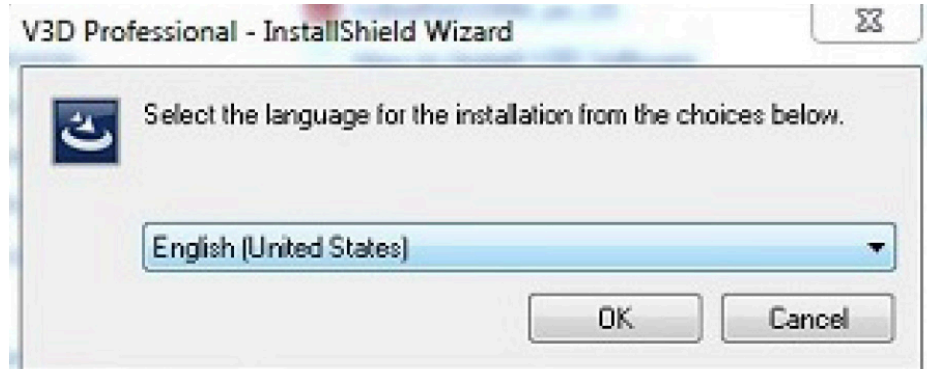 V3D Professional - InstallShield Wizard
Select the language for the installation from the choices below.
English (United States)
OK
Cancel